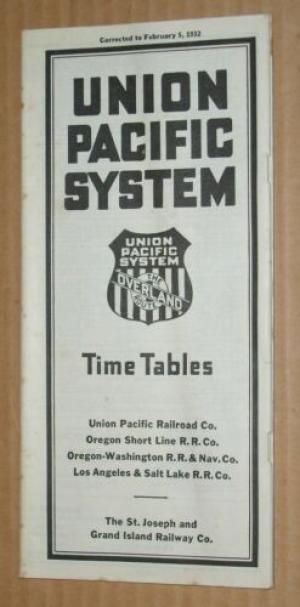 Corrected to February 5, 1932
UNION
PACIFIC
SYSTEM
UNION
PACIFIC
SYSTEM
THE
OVERLAND
ROUTE
Time Tables
Union Pacific Railroad Co.
Oregon Short Line R.R. Co.
Oregon-Washington R.R. & Nav. Co.
Los Angeles & Salt Lake R.R. Co.
The St. Joseph and
Grand Island Railway Co.